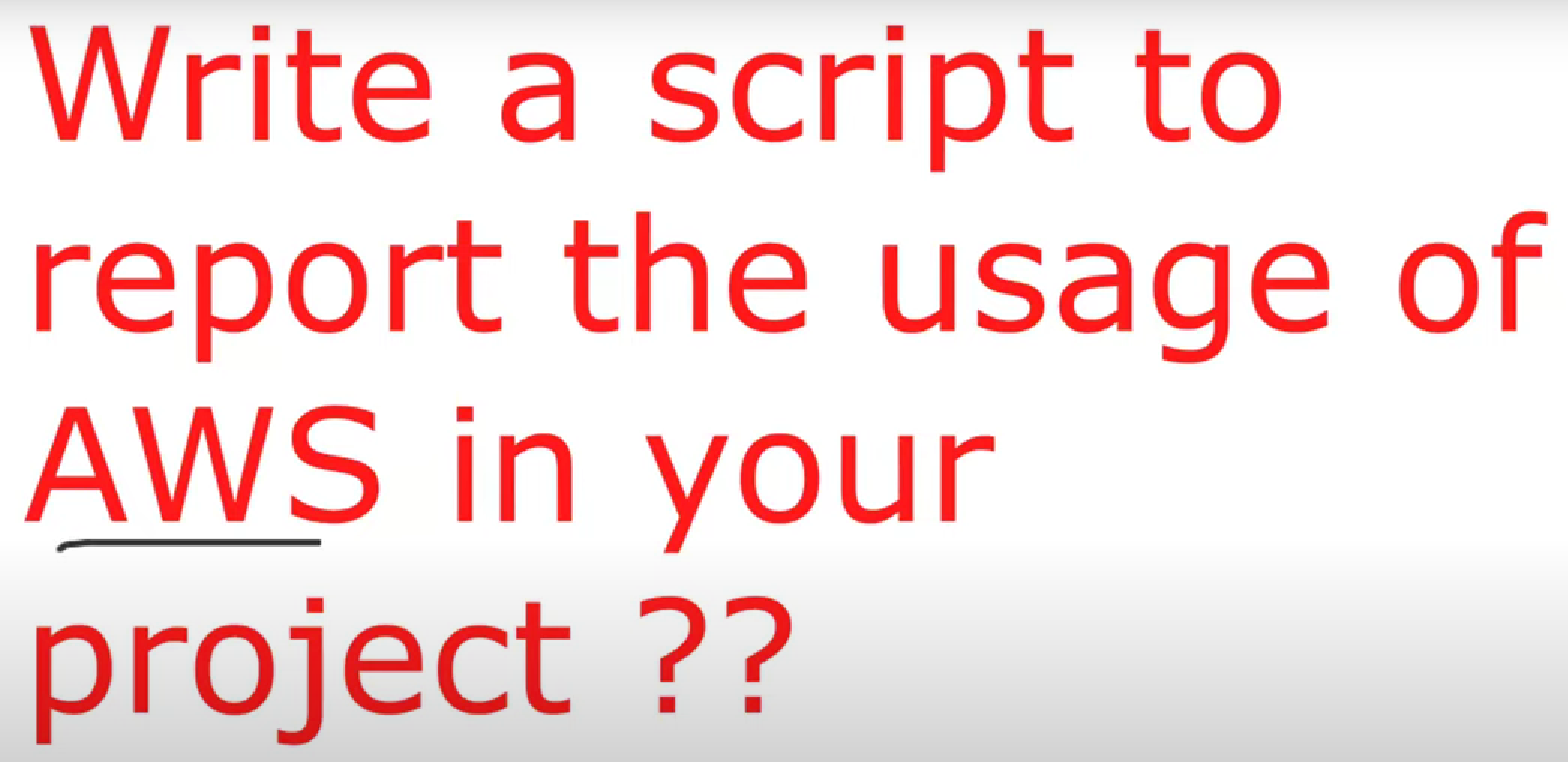 Write a script to
report the usage of
AWS in your
project ??